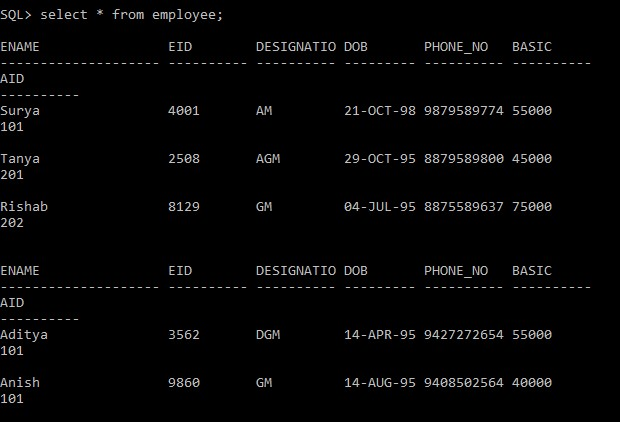 SQL> select * from employee;
ENAME                EID        DESIGNATIO DOB       PHONE_NO   BASIC
-------------------- ---------- ---------- --------- ---------- ----------
AID
----------
Surya                4001       AM         21-OCT-98 9879589774 55000
101
Tanya                2508       AGM        29-OCT-95 8879589800 45000
201
Rishab               8129       GM         04-JUL-95 8875589637 75000
202
ENAME                EID        DESIGNATIO DOB       PHONE_NO   BASIC
-------------------- ---------- ---------- --------- ---------- ----------
AID
----------
Aditya               3562       DGM        14-APR-95 9427272654 55000
101
Anish                9860       GM         14-AUG-95 9408502564 40000
101